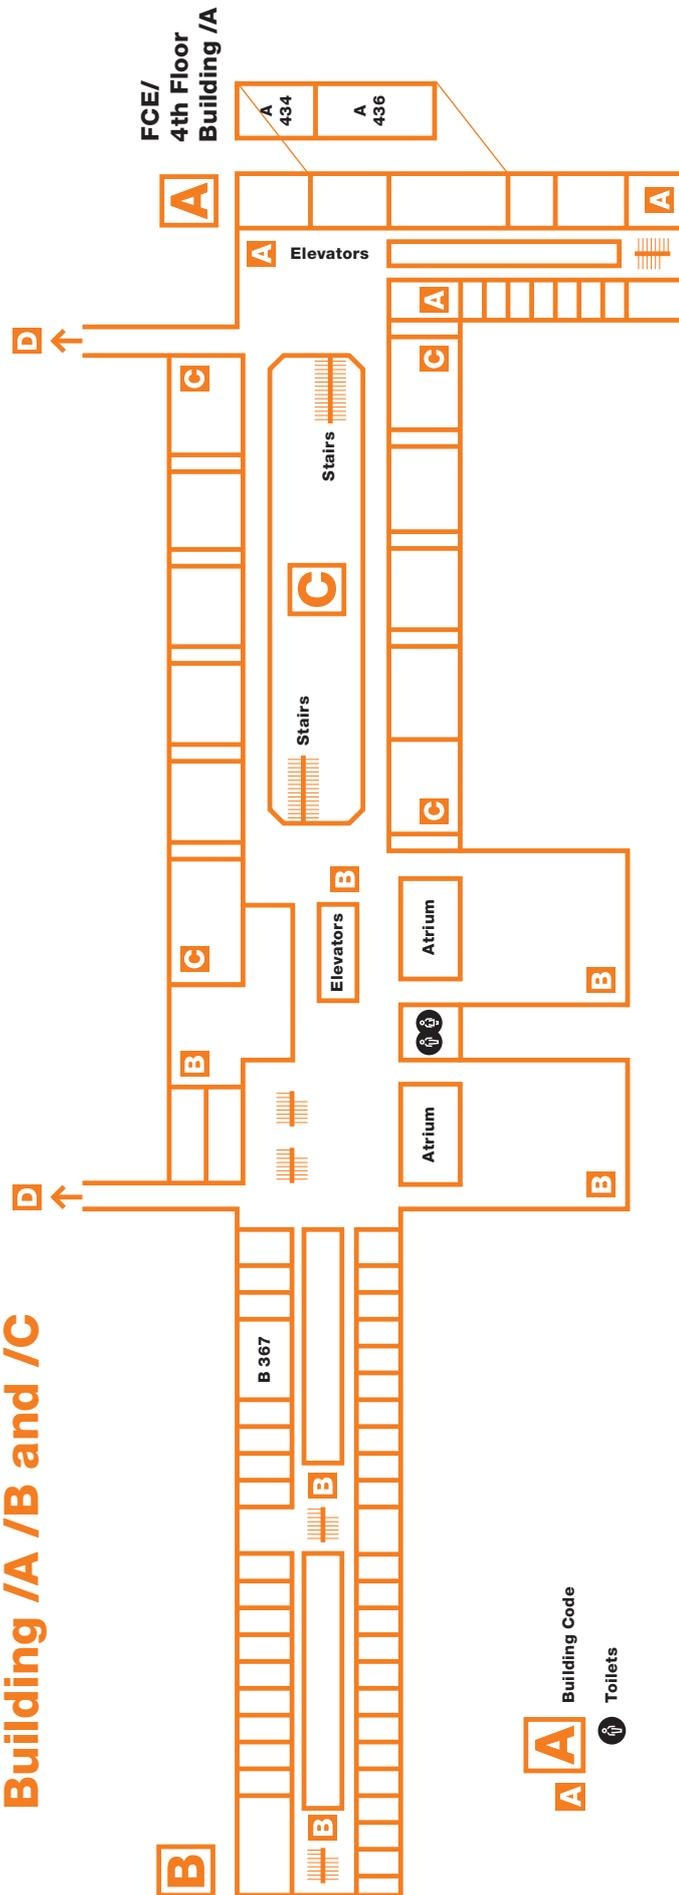 Building /A /B and /C
FCE/
4th Floor
Building /A
A
434
A
436
A
A
A
Elevators
A
D
C
C
Stairs
C
Stairs
C
C
B
Elevators
Atrium
B
B
Atrium
B
D
B 367
B
B
B
A
A
Building Code
Toilets